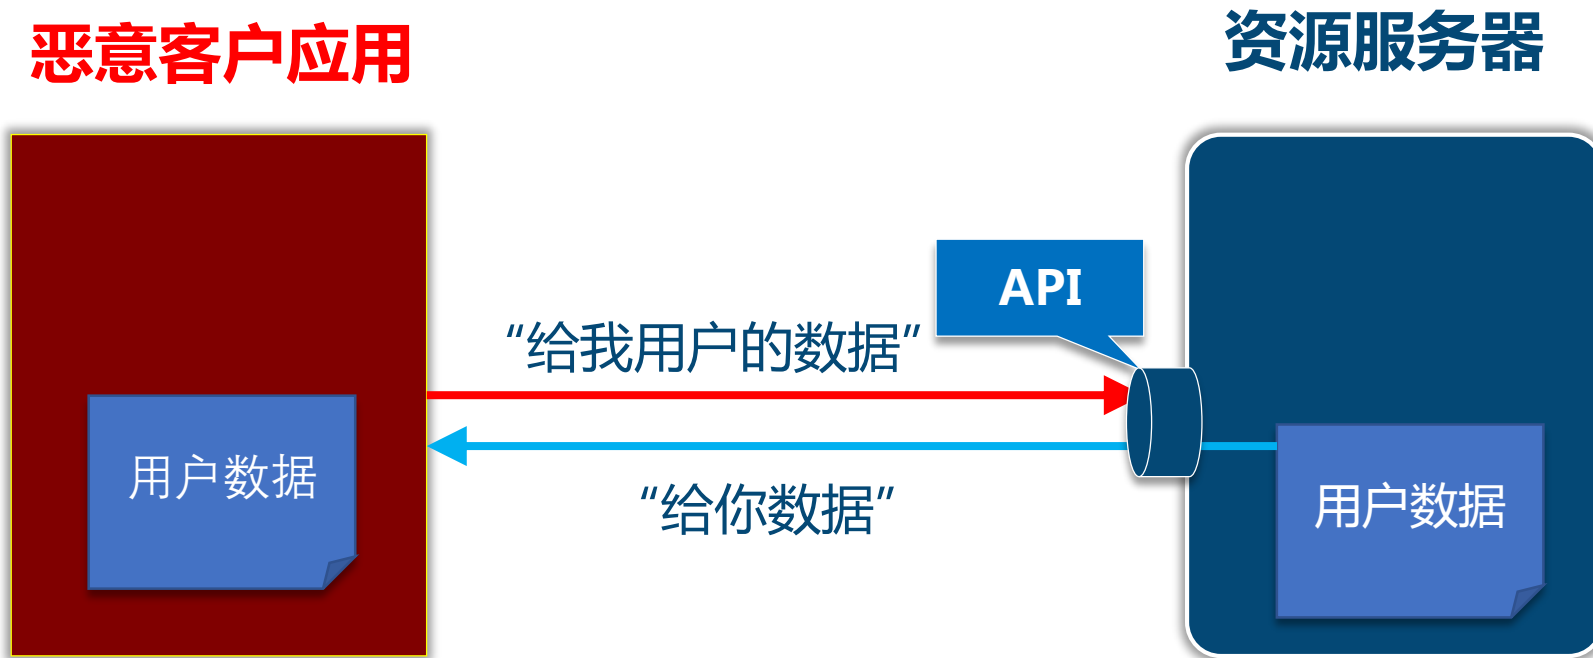 恶意客户应用
资源服务器
API
“给我用户的数据”
用户数据
“给你数据”
用户数据